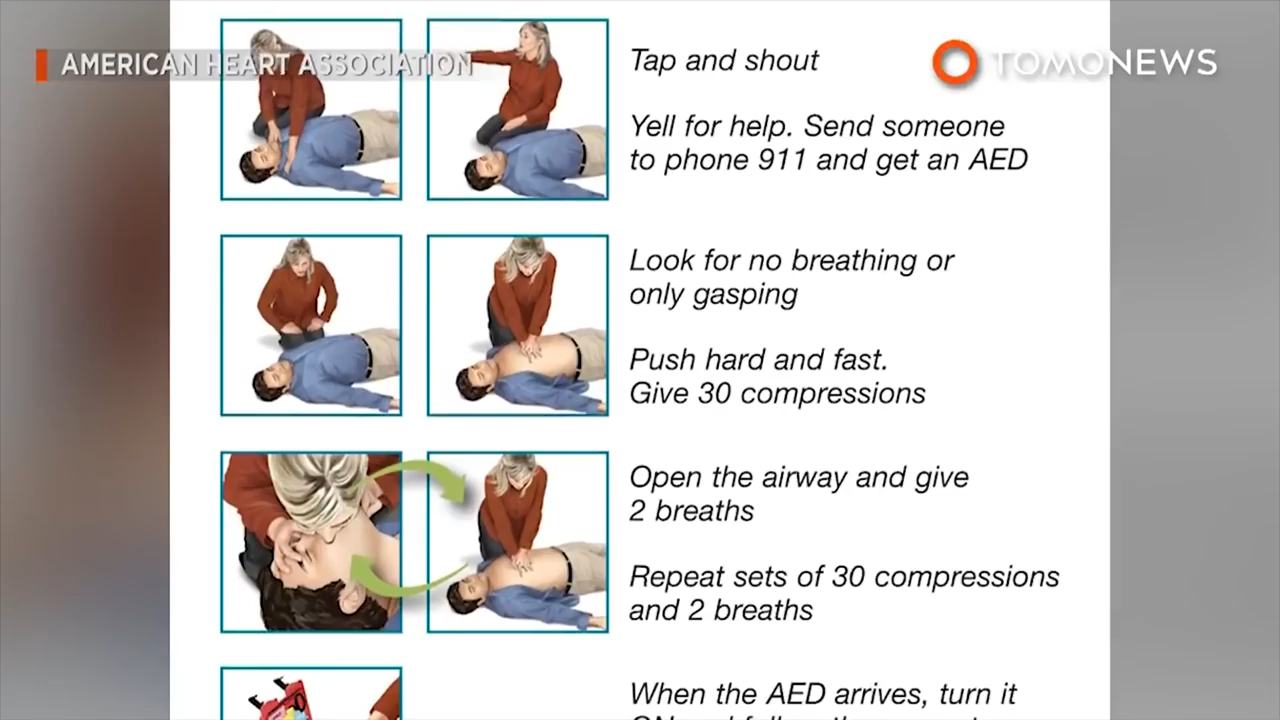 AMERICAN HEART ASSOCIATION
TOMONEWS
Tap and shout
Yell for help. Send someone
to phone 911 and get an AED
Look for no breathing or
only gasping
Push hard and fast.
Give 30 compressions
Open the airway and give
2 breaths
Repeat sets of 30 compressions
and 2 breaths
When the AED arrives, turn it